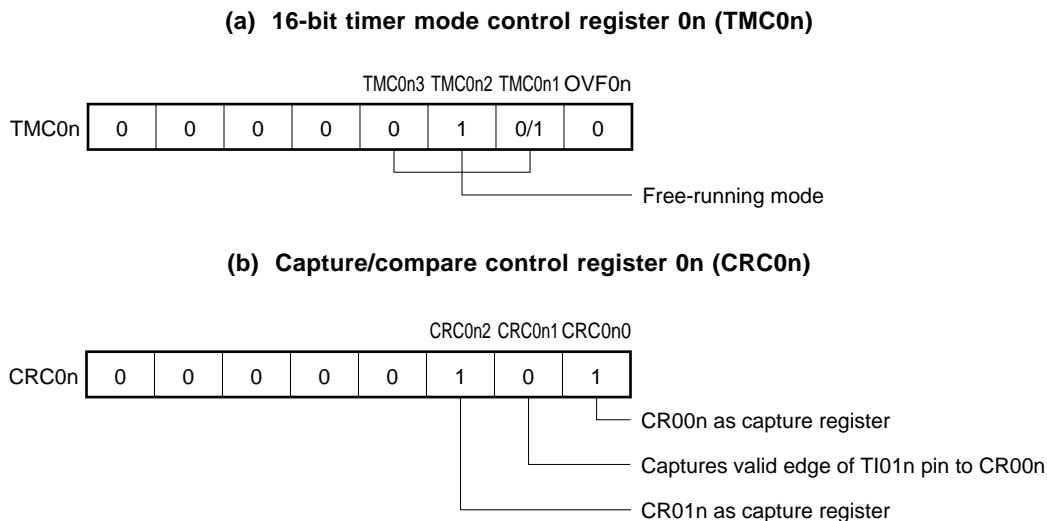 (a) 16-bit timer mode control register 0n (TMC0n)
TMC0n3 TMC0n2 TMC0n1 OVF0n
TMC0n 0 0 0 0 0 1 0/1 0
Free-running mode
(b) Capture/compare control register 0n (CRC0n)
CRC0n2 CRC0n1 CRC0n0
CRC0n 0 0 0 0 0 1 0 1
CR00n as capture register
Captures valid edge of TI01n pin to CR00n
CR01n as capture register